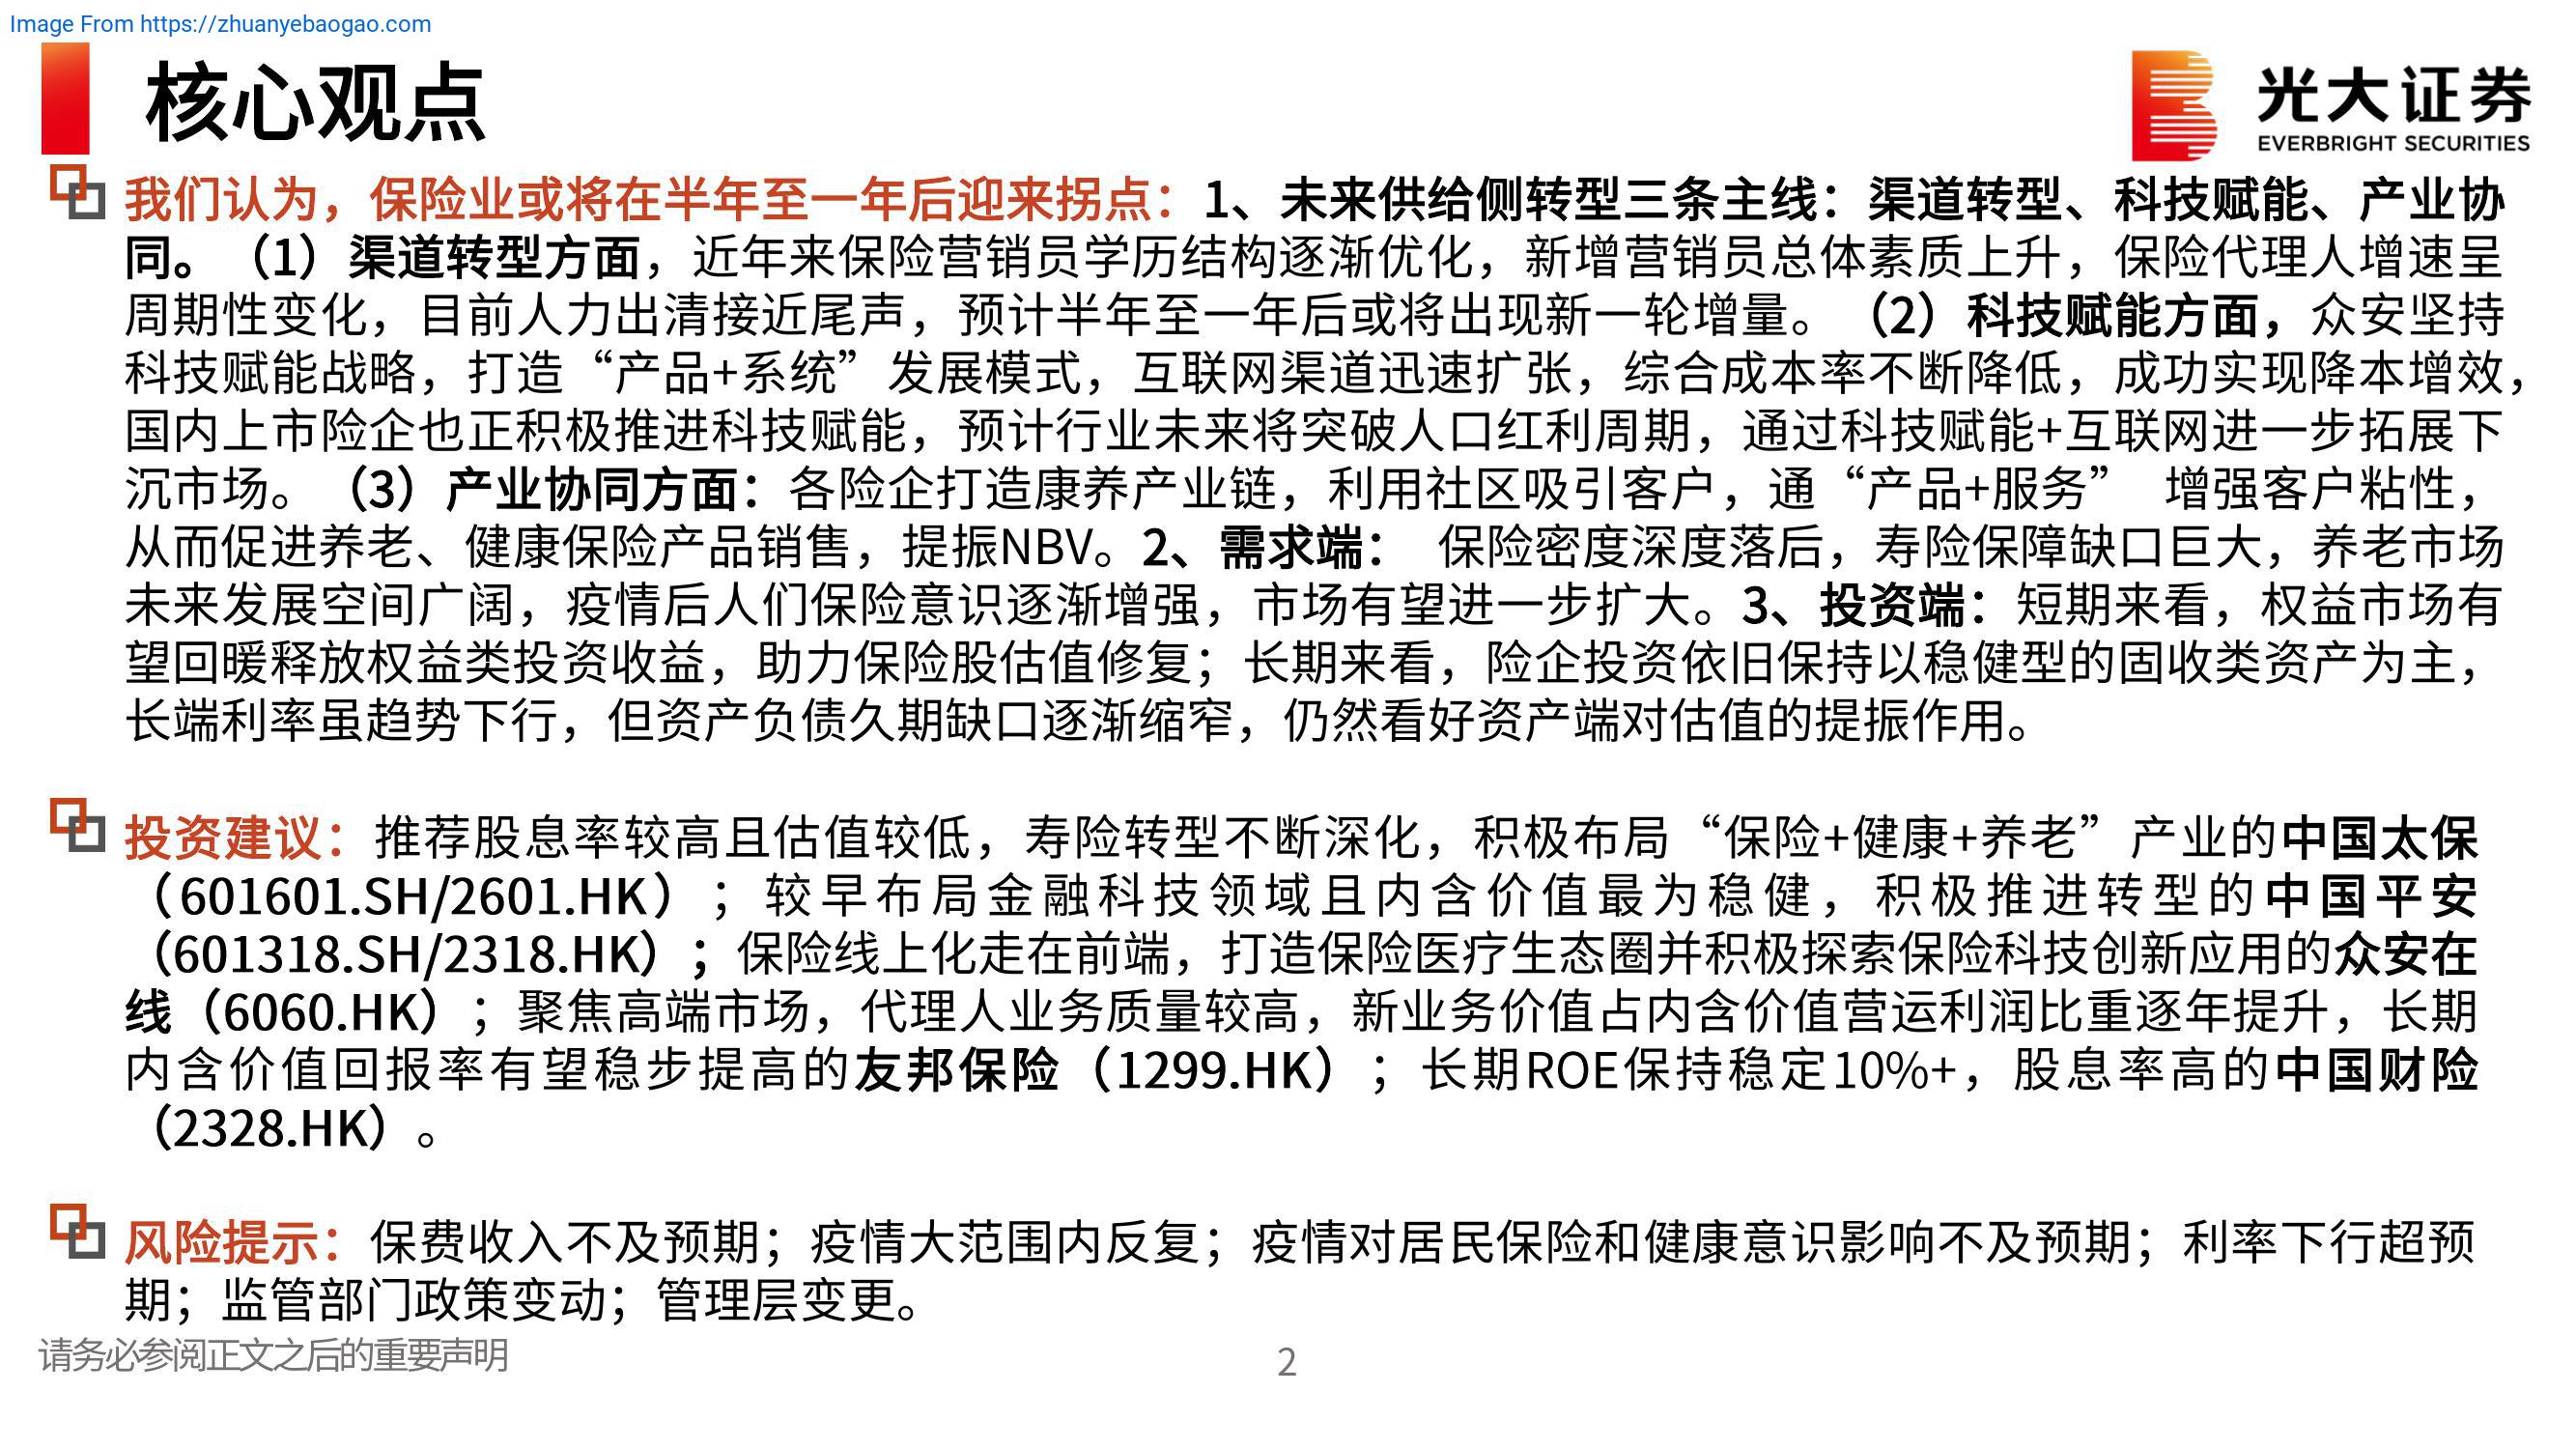 Image From https://zhuanyebaogao.com
核心观点
光大证券
EVERBRIGHT SECURITIES
我们认为，保险业或将在半年至一年后迎来拐点：1、未来供给侧转型三条主线：渠道转型、科技赋能、产业协
同。（1）渠道转型方面，近年来保险营销员学历结构逐渐优化，新增营销员总体素质上升，保险代理人增速呈
周期性变化，目前人力出清接近尾声，预计半年至一年后或将出现新一轮增量。（2）科技赋能方面，众安坚持
科技赋能战略，打造“产品+系统”发展模式，互联网渠道迅速扩张，综合成本率不断降低，成功实现降本增效，
国内上市险企也正积极推进科技赋能，预计行业未来将突破人口红利周期，通过科技赋能+互联网进一步拓展下
沉市场。（3）产业协同方面：各险企打造康养产业链，利用社区吸引客户，通“产品+服务” 增强客户粘性，
从而促进养老、健康保险产品销售，提振NBV。2、需求端： 保险密度深度落后，寿险保障缺口巨大，养老市场
未来发展空间广阔，疫情后人们保险意识逐渐增强，市场有望进一步扩大。3、投资端：短期来看，权益市场有
望回暖释放权益类投资收益，助力保险股估值修复；长期来看，险企投资依旧保持以稳健型的固收类资产为主，
长端利率虽趋势下行，但资产负债久期缺口逐渐缩窄，仍然看好资产端对估值的提振作用。
投资建议：推荐股息率较高且估值较低，寿险转型不断深化，积极布局“保险+健康+养老”产业的中国太保
（601601.SH/2601.HK）；较早布局金融科技领域且内含价值最为稳健，积极推进转型的中国平安
（601318.SH/2318.HK）；保险线上化走在前端，打造保险医疗生态圈并积极探索保险科技创新应用的众安在
线（6060.HK）；聚焦高端市场，代理人业务质量较高，新业务价值占内含价值营运利润比重逐年提升，长期
内含价值回报率有望稳步提高的友邦保险（1299.HK）；长期ROE保持稳定10%+，股息率高的中国财险
（2328.HK）。
风险提示：保费收入不及预期；疫情大范围内反复；疫情对居民保险和健康意识影响不及预期；利率下行超预
期；监管部门政策变动；管理层变更。
请务必参阅正文之后的重要声明
2